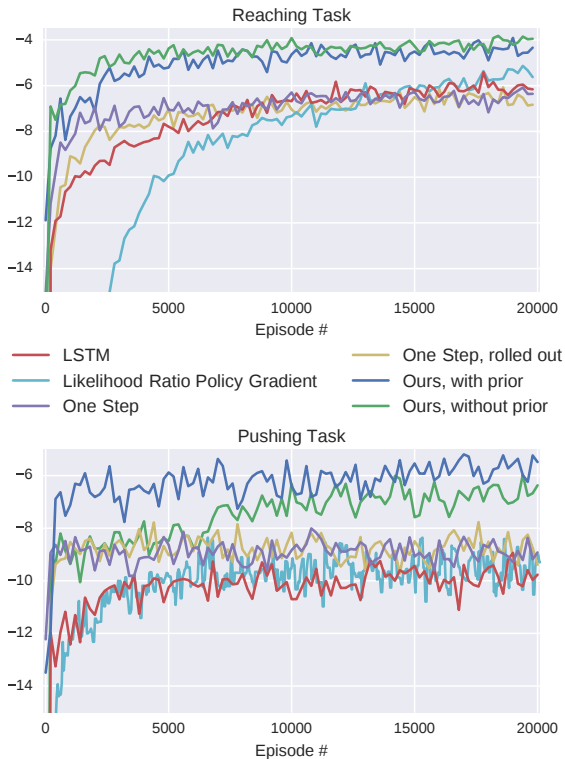 Reaching Task
−4
−6
−8
−10
−12
−14
0 5000 10000 15000 20000
Episode #
LSTM
Likelihood Ratio Policy Gradient
One Step
One Step, rolled out
Ours, with prior
Ours, without prior
Pushing Task
−6
−8
−10
−12
−14
0 5000 10000 15000 20000
Episode #